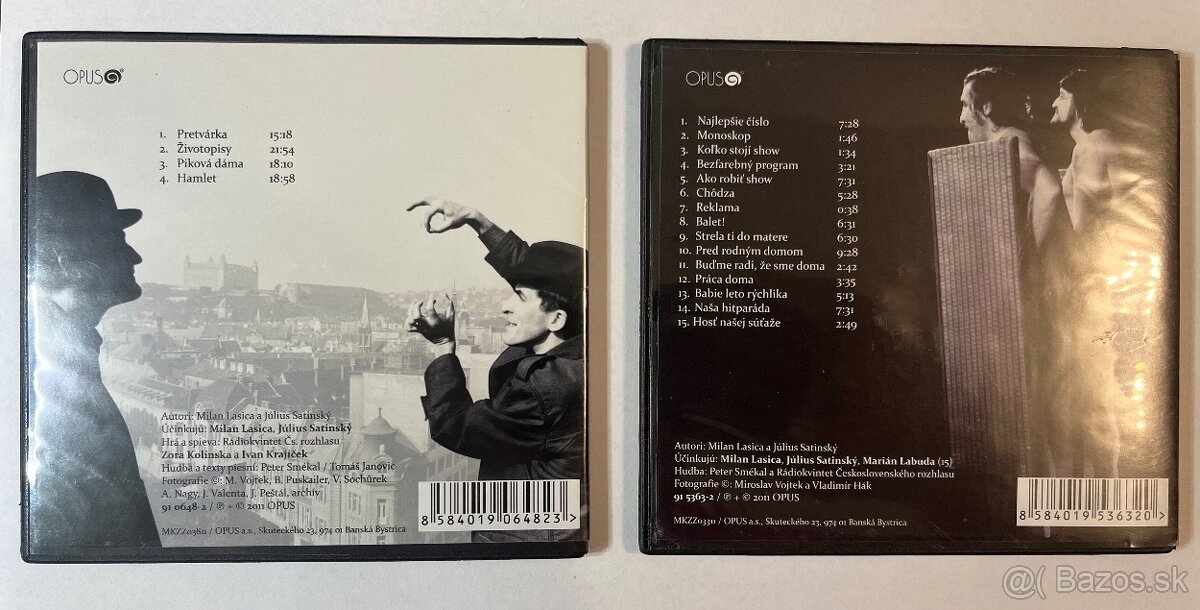 OPUS
1. Pretvárka 15:18
2. Životopisy 21:54
3. Piková dáma 18:10
4. Hamlet 18:58
Autori: Milan Lasica a Július Satinský
Účinkujú: Milan Lasica, Július Satinský
Hrá a spieva: Rádiokvintet Čs. rozhlasu
Zora Kolínska a Ivan Krajíček
Hudba a texty piesní: Peter Smékal / Tomáš Janovic
Fotografie ©: M. Vojtek, B. Puskailer, V. Sochůrek
A. Nagy, J. Valenta, J. Peštál, archív
91 0648-2 / ℗ + © 2011 OPUS
MKZZ03811 / OPUS a.s., Skuteckého 23, 974 01 Banská Bystrica
8 584019 064823 >
OPUS
1. Najlepšie číslo 7:28
2. Monoskop 1:46
3. Koľko stojí show 1:34
4. Bezfarebný program 3:21
5. Ako robiť show 7:31
6. Chôdza 5:28
7. Reklama 0:38
8. Balet! 6:31
9. Strela ti do matere 6:30
10. Pred rodným domom 9:28
11. Buďme radi, že sme doma 2:42
12. Práca doma 3:35
13. Babie leto rýchlika 5:13
14. Naša hitparáda 7:31
15. Hosť našej súťaže 2:49
Autori: Milan Lasica a Július Satinský
Účinkujú: Milan Lasica, Július Satinský, Marián Labuda (15)
Hudba: Peter Smékal a Rádiokvintet Československého rozhlasu
Fotografie ©: Miroslav Vojtek a Vladimír Hák
91 5363-2 / ℗ + © 2011 OPUS
MKZZ03311 / OPUS a.s., Skuteckého 23, 974 01 Banská Bystrica
8 584019 536320 >
@( Bazos.sk